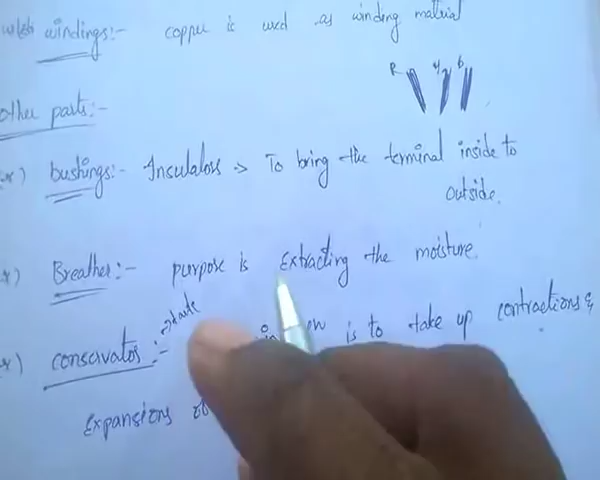 windings:- copper is used as winding material
R y b
other parts:-
*) bushings:- Insulators -> To bring the terminal inside to
outside.
*) Breather:- purpose is Extracting the moisture.
*) conservator:- is to take up contractions &
Expansions of